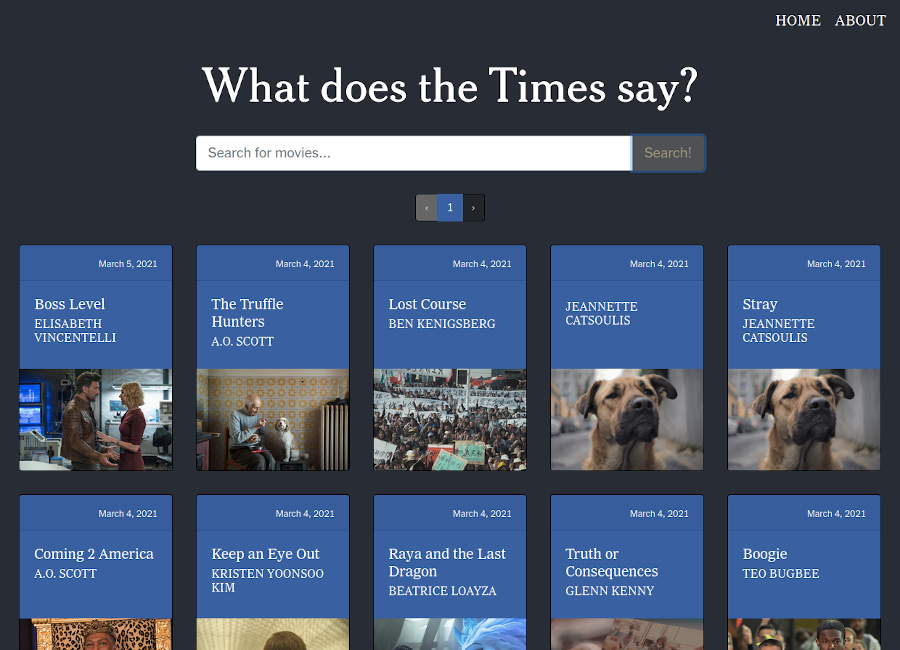 HOME ABOUT
What does the Times say?
Search for movies... Search!
‹ 1 ›
March 5, 2021
Boss Level
ELISABETH
VINCENTELLI
March 4, 2021
The Truffle
Hunters
A.O. SCOTT
March 4, 2021
Lost Course
BEN KENIGSBERG
March 4, 2021
JEANNETTE
CATSOULIS
March 4, 2021
Stray
JEANNETTE
CATSOULIS
March 4, 2021
Coming 2 America
A.O. SCOTT
March 4, 2021
Keep an Eye Out
KRISTEN YOONSOO
KIM
March 4, 2021
Raya and the Last
Dragon
BEATRICE LOAYZA
March 4, 2021
Truth or
Consequences
GLENN KENNY
March 4, 2021
Boogie
TEO BUGBEE